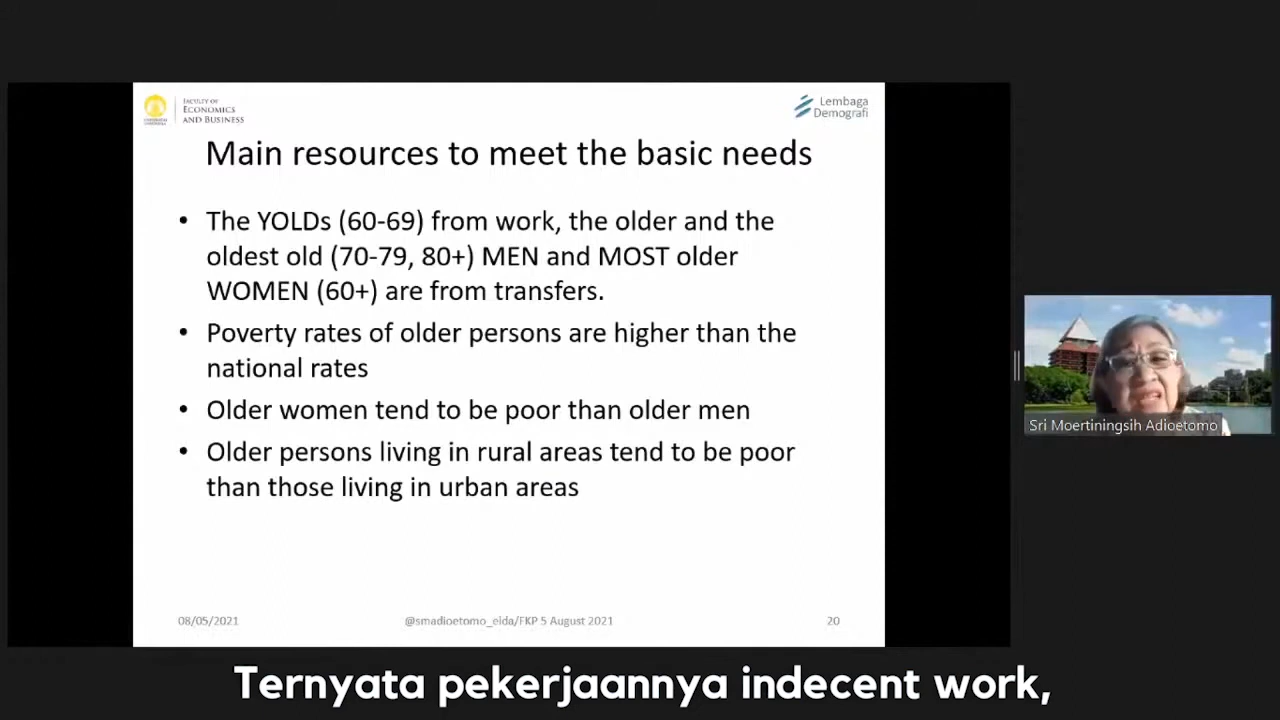 FACULTY OF
ECONOMICS
AND BUSINESS
Lembaga
Demografi
Main resources to meet the basic needs
• The YOLDs (60-69) from work, the older and the
oldest old (70-79, 80+) MEN and MOST older
WOMEN (60+) are from transfers.
• Poverty rates of older persons are higher than the
national rates
• Older women tend to be poor than older men
• Older persons living in rural areas tend to be poor
than those living in urban areas
08/05/2021
@smadioetomo_elda/FKP 5 August 2021
20
Sri Moertiningsih Adioetomo
Ternyata pekerjaannya indecent work,